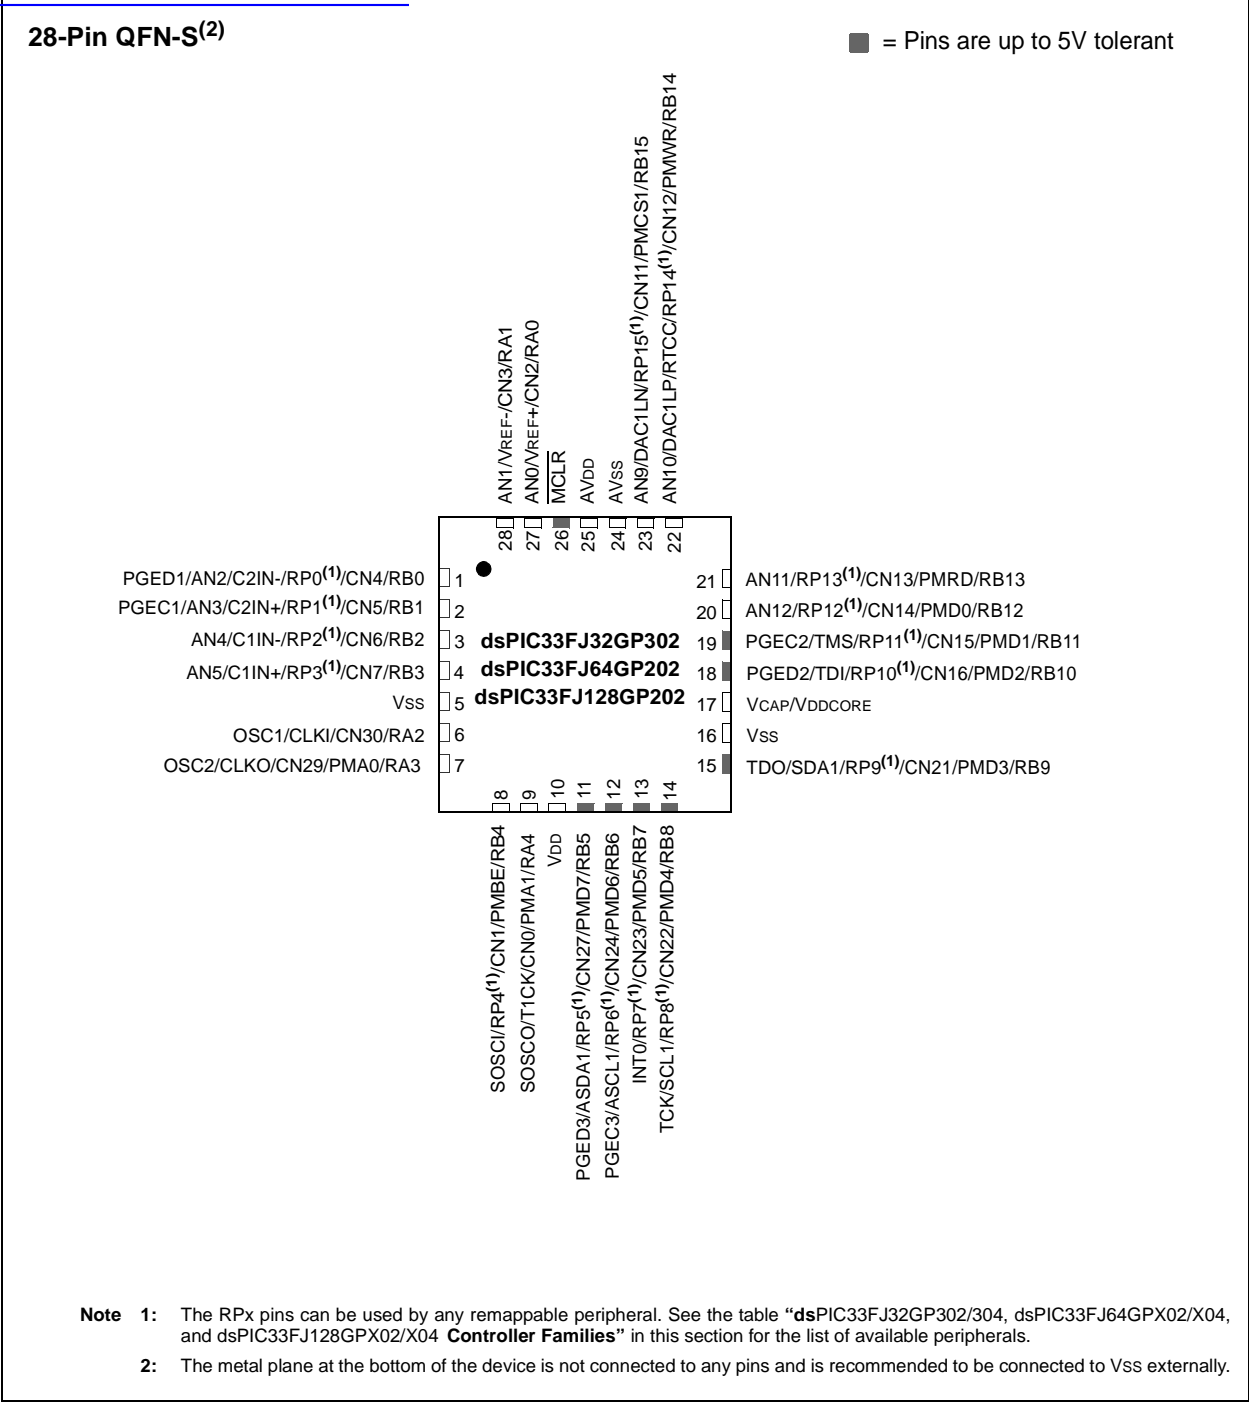 28-Pin QFN-S(2)
= Pins are up to 5V tolerant
AN1/VREF-/CN3/RA1
AN0/VREF+/CN2/RA0
MCLR
AVDD
AVSS
AN9/DAC1LN/RP15(1)/CN11/PMCS1/RB15
AN10/DAC1LP/RTCC/RP14(1)/CN12/PMWR/RB14
28
27
26
25
24
23
22
PGED1/AN2/C2IN-/RP0(1)/CN4/RB0 1
PGEC1/AN3/C2IN+/RP1(1)/CN5/RB1 2
AN4/C1IN-/RP2(1)/CN6/RB2 3
AN5/C1IN+/RP3(1)/CN7/RB3 4
VSS 5
OSC1/CLKI/CN30/RA2 6
OSC2/CLKO/CN29/PMA0/RA3 7
dsPIC33FJ32GP302
dsPIC33FJ64GP202
dsPIC33FJ128GP202
21 AN11/RP13(1)/CN13/PMRD/RB13
20 AN12/RP12(1)/CN14/PMD0/RB12
19 PGEC2/TMS/RP11(1)/CN15/PMD1/RB11
18 PGED2/TDI/RP10(1)/CN16/PMD2/RB10
17 VCAP/VDDCORE
16 VSS
15 TDO/SDA1/RP9(1)/CN21/PMD3/RB9
8
9
10
11
12
13
14
SOSCI/RP4(1)/CN1/PMBE/RB4
SOSCO/T1CK/CN0/PMA1/RA4
VDD
PGED3/ASDA1/RP5(1)/CN27/PMD7/RB5
PGEC3/ASCL1/RP6(1)/CN24/PMD6/RB6
INT0/RP7(1)/CN23/PMD5/RB7
TCK/SCL1/RP8(1)/CN22/PMD4/RB8
Note 1: The RPx pins can be used by any remappable peripheral. See the table “dsPIC33FJ32GP302/304, dsPIC33FJ64GPX02/X04,
and dsPIC33FJ128GPX02/X04 Controller Families” in this section for the list of available peripherals.
2: The metal plane at the bottom of the device is not connected to any pins and is recommended to be connected to VSS externally.